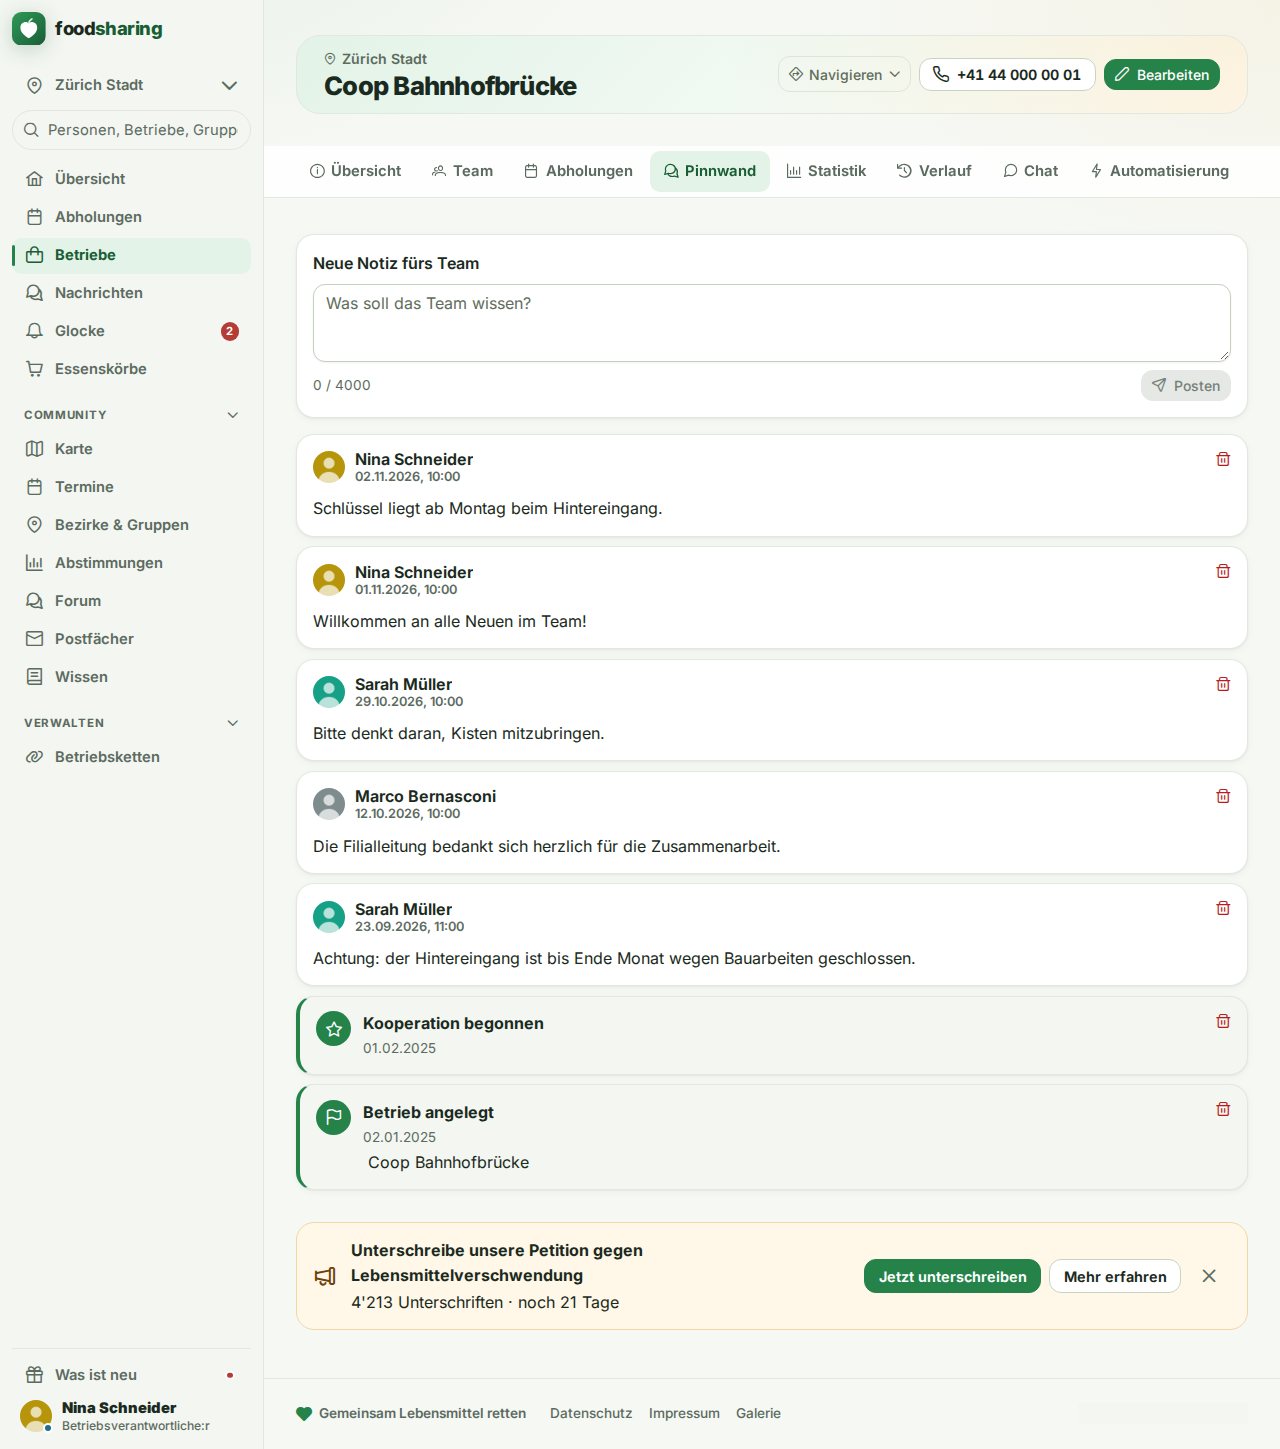 foodsharing
Zürich Stadt
Personen, Betriebe, Grupp
Übersicht
Abholungen
Betriebe
Nachrichten
Glocke
2
Essenskörbe
COMMUNITY
Karte
Termine
Bezirke & Gruppen
Abstimmungen
Forum
Postfächer
Wissen
VERWALTEN
Betriebsketten
Was ist neu
Nina Schneider
Betriebsverantwortliche:r
Zürich Stadt
Coop Bahnhofbrücke
Navigieren
+41 44 000 00 01
Bearbeiten
Übersicht
Team
Abholungen
Pinnwand
Statistik
Verlauf
Chat
Automatisierung
Neue Notiz fürs Team
Was soll das Team wissen?
0 / 4000
Posten
Nina Schneider
02.11.2026, 10:00
Schlüssel liegt ab Montag beim Hintereingang.
Nina Schneider
01.11.2026, 10:00
Willkommen an alle Neuen im Team!
Sarah Müller
29.10.2026, 10:00
Bitte denkt daran, Kisten mitzubringen.
Marco Bernasconi
12.10.2026, 10:00
Die Filialleitung bedankt sich herzlich für die Zusammenarbeit.
Sarah Müller
23.09.2026, 11:00
Achtung: der Hintereingang ist bis Ende Monat wegen Bauarbeiten geschlossen.
Kooperation begonnen
01.02.2025
Betrieb angelegt
02.01.2025
Coop Bahnhofbrücke
Unterschreibe unsere Petition gegen
Lebensmittelverschwendung
4'213 Unterschriften · noch 21 Tage
Jetzt unterschreiben
Mehr erfahren
Gemeinsam Lebensmittel retten
Datenschutz
Impressum
Galerie